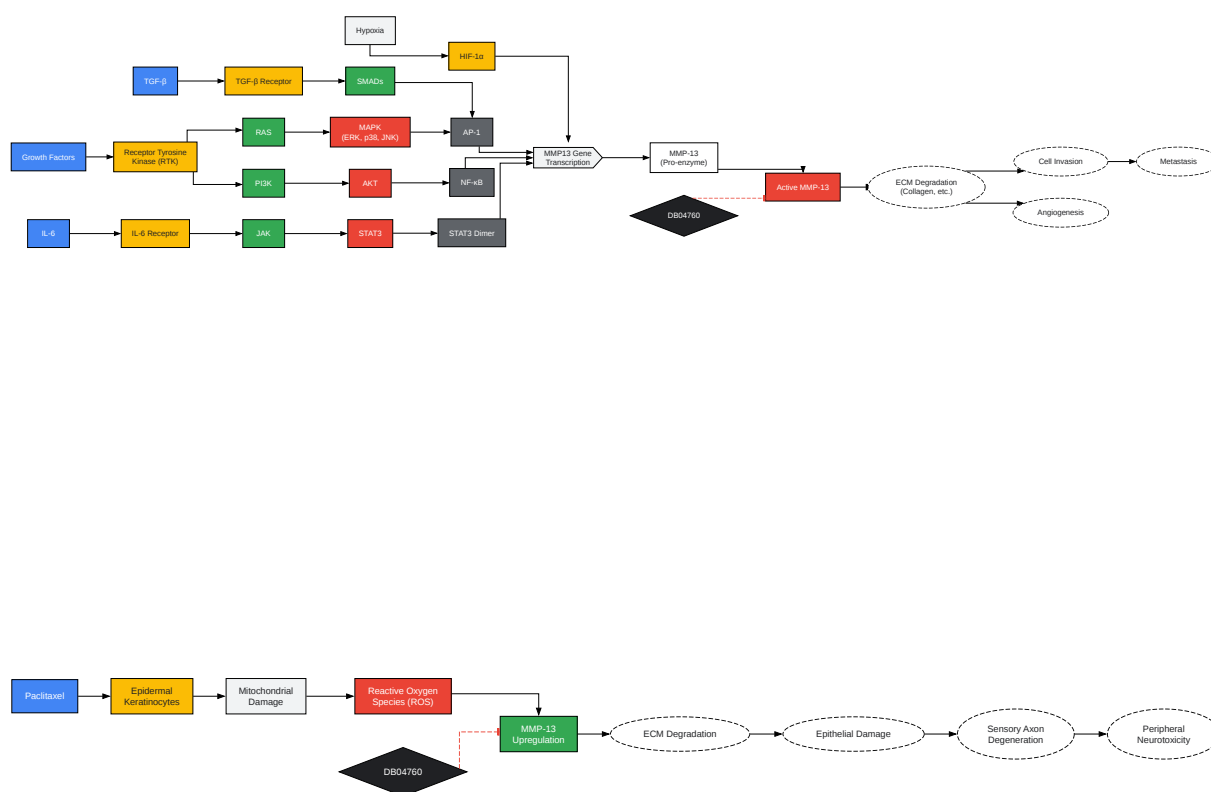 Hypoxia
HIF-1α
TGF-β
TGF-β Receptor
SMADs
RAS
MAPK
(ERK, p38, JNK)
AP-1
Growth Factors
Receptor Tyrosine
Kinase (RTK)
MMP13 Gene
Transcription
MMP-13
(Pro-enzyme)
Cell Invasion
Metastasis
PI3K
AKT
NF-κB
Active MMP-13
ECM Degradation
(Collagen, etc.)
DB04760
Angiogenesis
IL-6
IL-6 Receptor
JAK
STAT3
STAT3 Dimer
Paclitaxel
Epidermal
Keratinocytes
Mitochondrial
Damage
Reactive Oxygen
Species (ROS)
MMP-13
Upregulation
ECM Degradation
Epithelial Damage
Sensory Axon
Degeneration
Peripheral
Neurotoxicity
DB04760